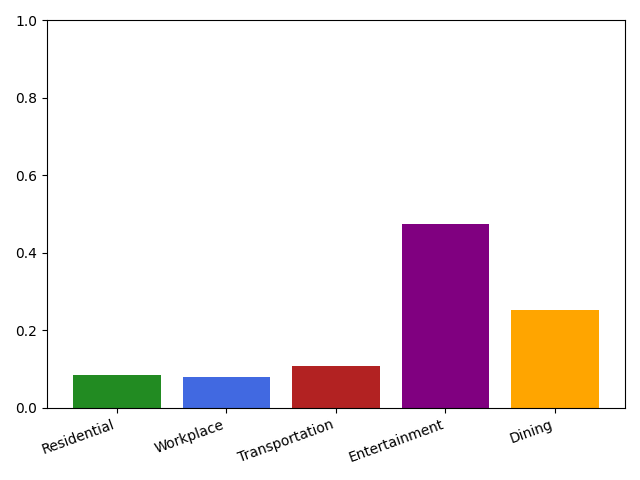 1.0
0.8
0.6
0.4
0.2
0.0
Residential
Workplace
Transportation
Entertainment
Dining